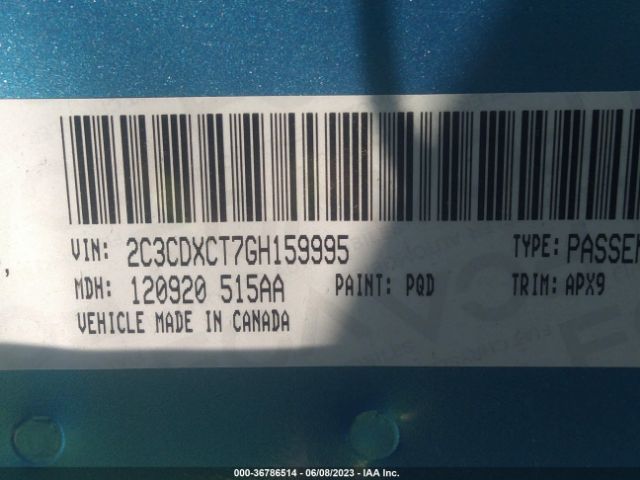 VIN: 2C3CDXCT7GH159995 TYPE: PASSEN
MDH: 120920 515AA PAINT: PQD TRIM: APX9
VEHICLE MADE IN CANADA
000-36786514 - 06/08/2023 - IAA Inc.